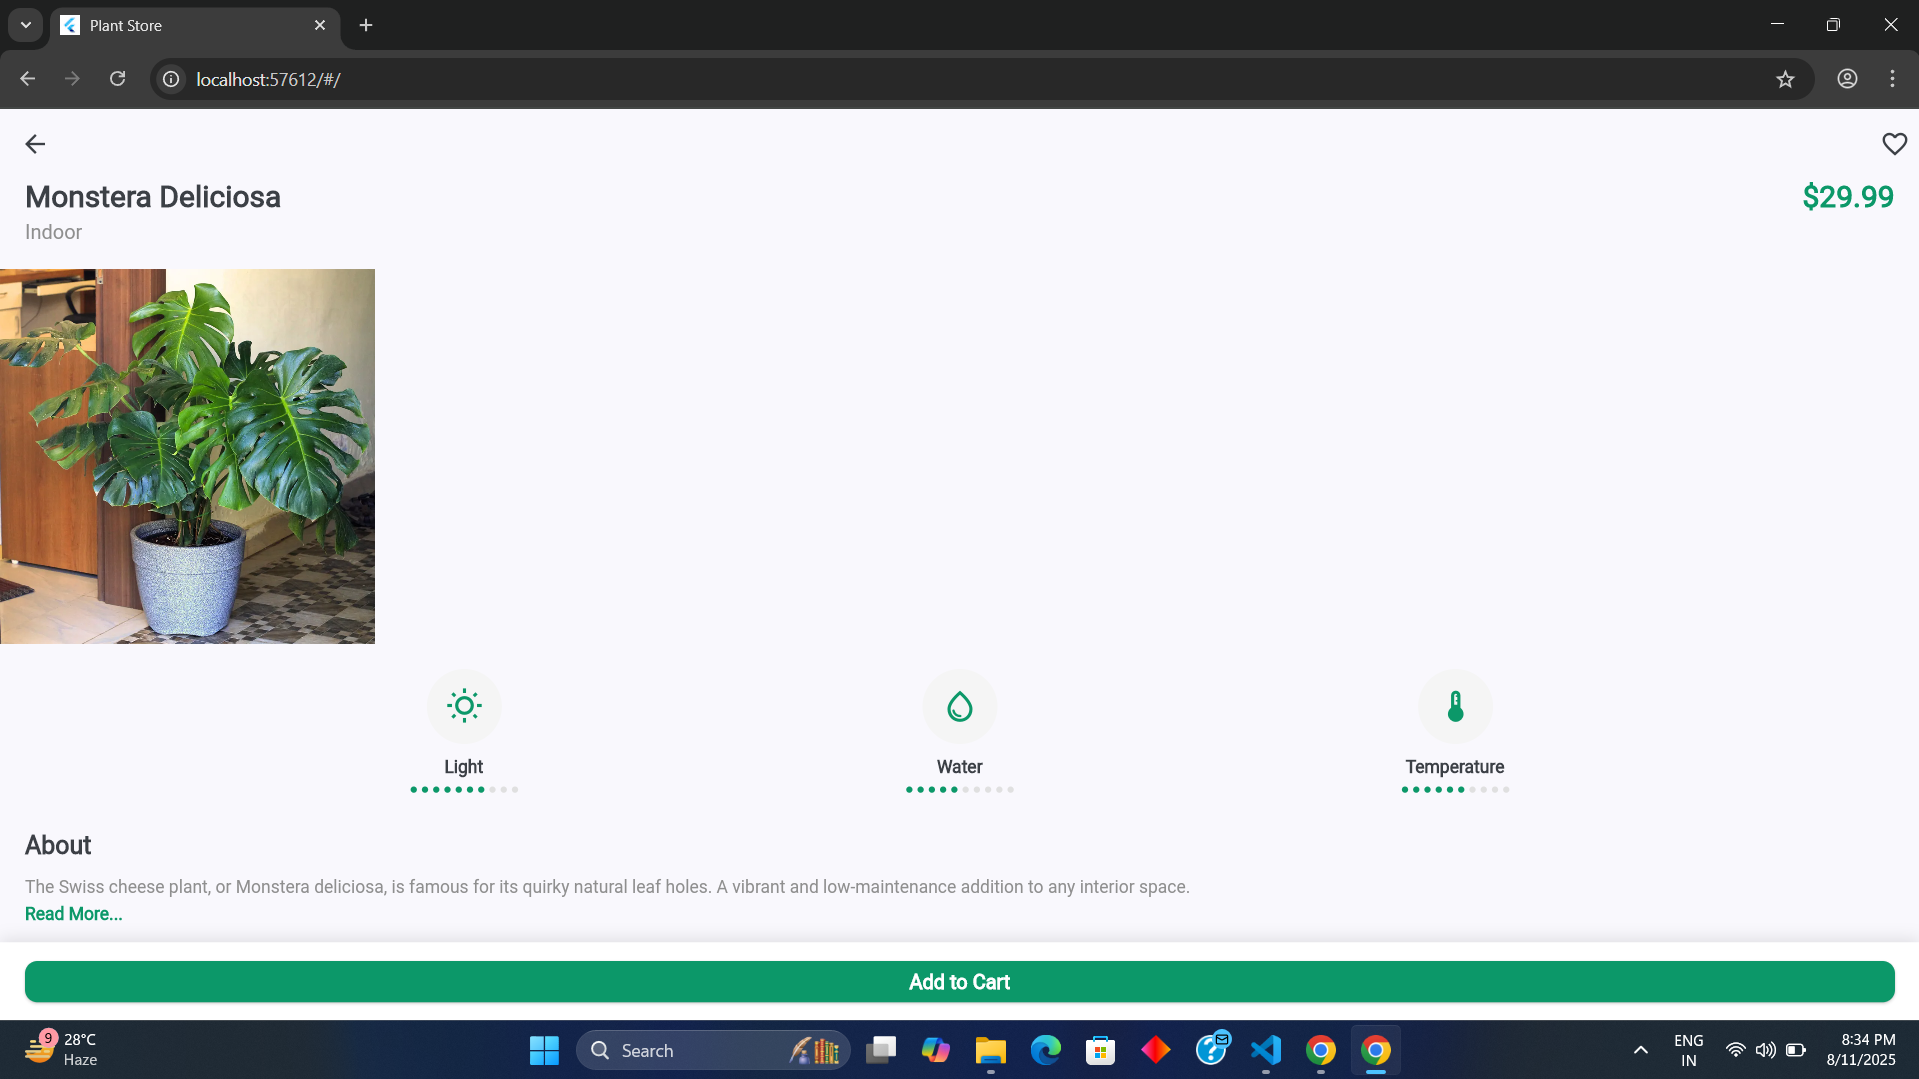 Plant Store
localhost:57612/#/
Monstera Deliciosa
$29.99
Indoor
Light
Water
Temperature
About
The Swiss cheese plant, or Monstera deliciosa, is famous for its quirky natural leaf holes. A vibrant and low-maintenance addition to any interior space.
Read More...
Add to Cart
9
28°C
Haze
Search
ENG
IN
8:34 PM
8/11/2025